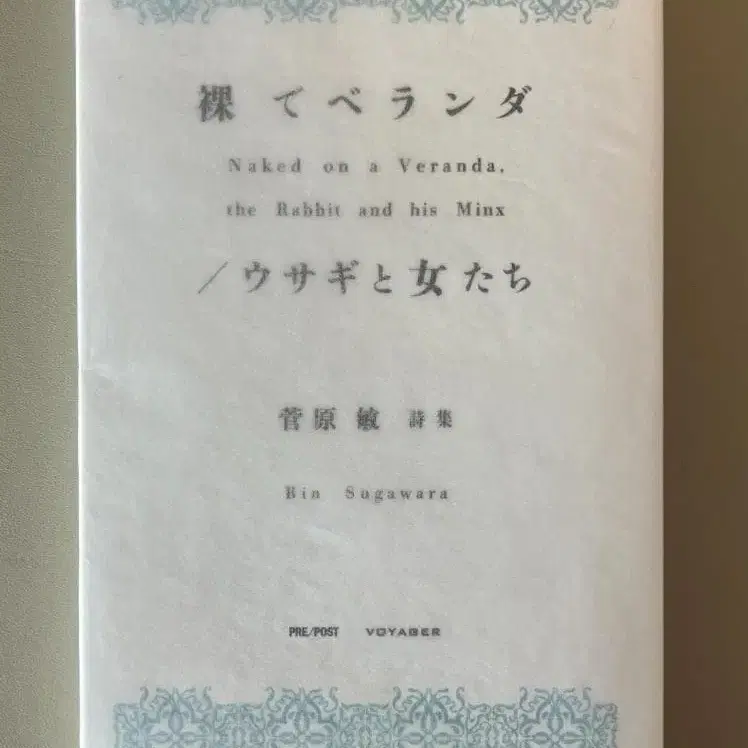 裸でベランダ
Naked on a Veranda,
the Rabbit and his Minx
／ウサギと女たち
菅原敏 詩集
Bin Sugawara
PRE/POST VOYAGER